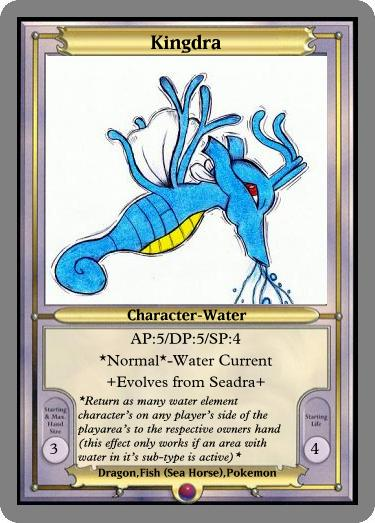 Kingdra
Character-Water
AP:5/DP:5/SP:4
*Normal*-Water Current
+Evolves from Seadra+
*Return as many water element
character's on any player's side of the
playarea's to the respective owners hand
(this effect only works if an area with
water in it's sub-type is active)*
Starting
& Max.
Hand
Size
3
Starting
Life
4
Dragon,Fish (Sea Horse),Pokemon